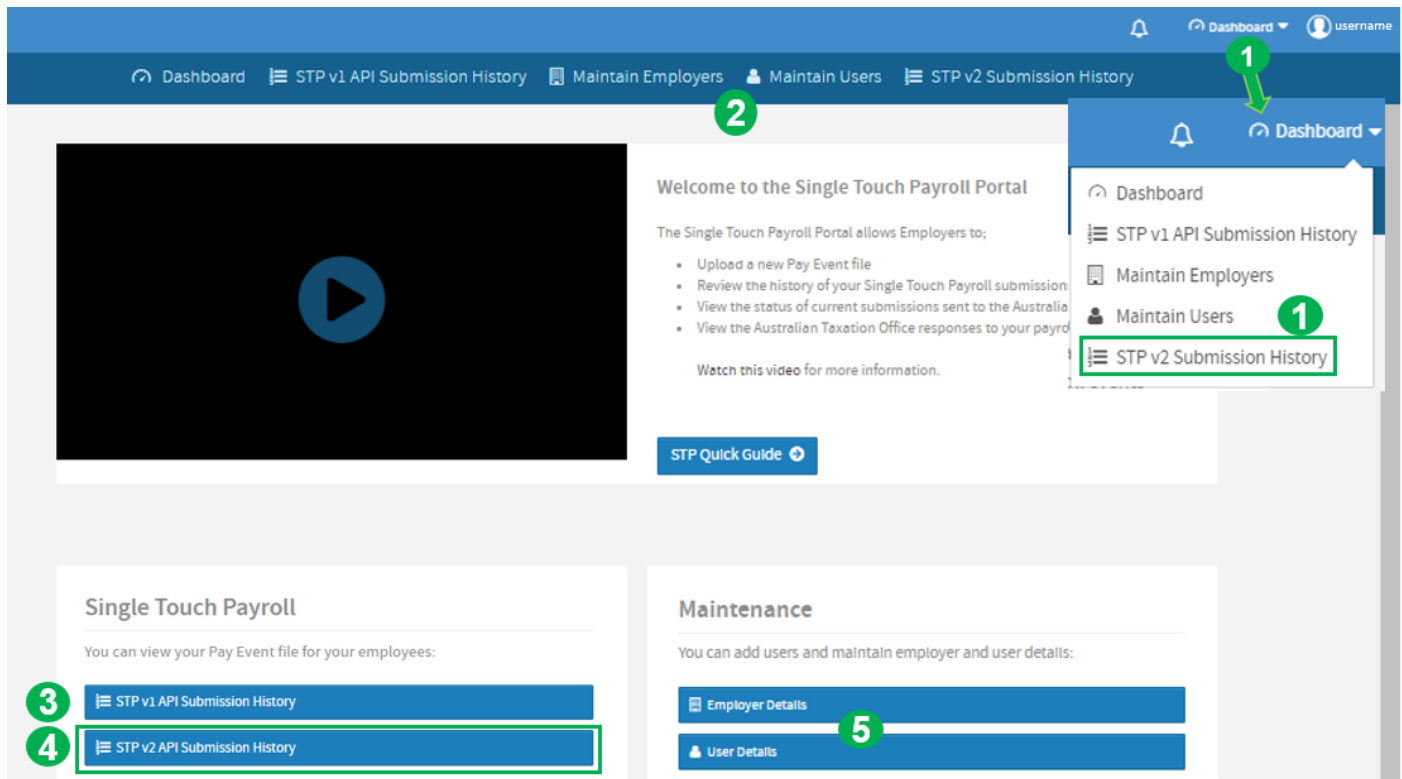 Dashboard
username
1
Dashboard
STP v1 API Submission History
Maintain Employers
Maintain Users
STP v2 Submission History
2
Dashboard
Dashboard
STP v1 API Submission History
Maintain Employers
Maintain Users
1
STP v2 Submission History
Welcome to the Single Touch Payroll Portal
The Single Touch Payroll Portal allows Employers to;
• Upload a new Pay Event file
• Review the history of your Single Touch Payroll submission
• View the status of current submissions sent to the Australia
• View the Australian Taxation Office responses to your
Watch this video for more information.
STP Quick Guide
Single Touch Payroll
You can view your Pay Event file for your employees:
3
STP v1 API Submission History
4
STP v2 API Submission History
Maintenance
You can add users and maintain employer and user details:
Employer Details
5
User Details